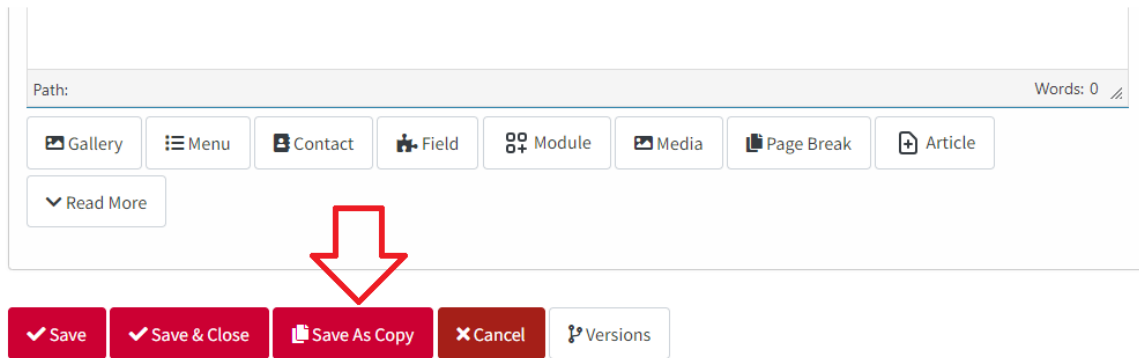 Path: Words: 0
Gallery Menu Contact Field Module Media Page Break Article
Read More
Save Save & Close Save As Copy Cancel Versions